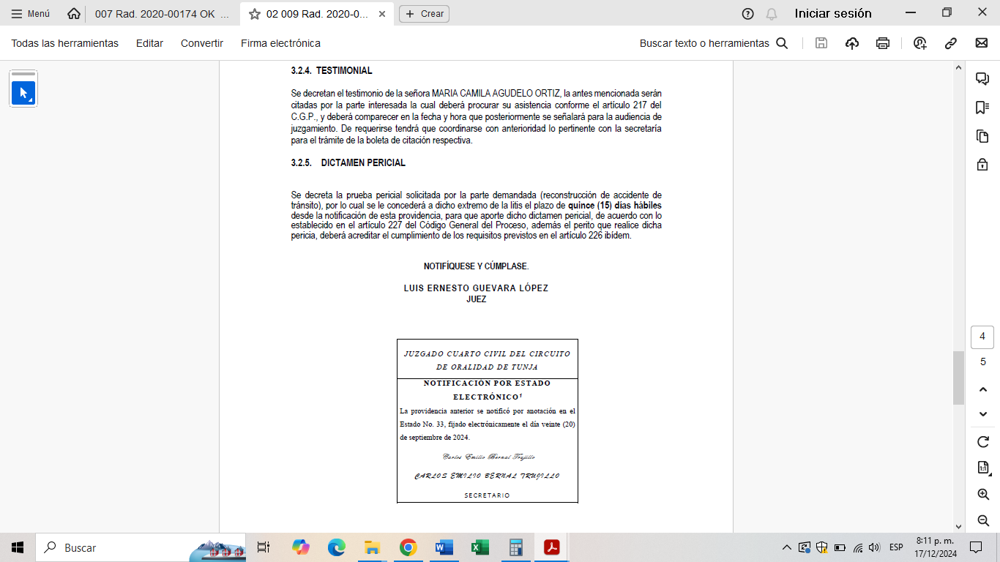 Menú
007 Rad. 2020-00174 OK ...
02 009 Rad. 2020-0...
Crear
Iniciar sesión
Todas las herramientas
Editar
Convertir
Firma electrónica
Buscar texto o herramientas
3.2.4. TESTIMONIAL
Se decretan el testimonio de la señora MARIA CAMILA AGUDELO ORTIZ, la antes mencionada serán
citadas por la parte interesada la cual deberá procurar su asistencia conforme el artículo 217 del
C.G.P., y deberá comparecer en la fecha y hora que posteriormente se señalará para la audiencia de
juzgamiento. De requerirse tendrá que coordinarse con anterioridad lo pertinente con la secretaría
para el trámite de la boleta de citación respectiva.
3.2.5. DICTAMEN PERICIAL
Se decreta la prueba pericial solicitada por la parte demandada (reconstrucción de accidente de
tránsito), por lo cual se le concederá a dicho extremo de la litis el plazo de quince (15) días hábiles
desde la notificación de esta providencia, para que aporte dicho dictamen pericial, de acuerdo con lo
establecido en el artículo 227 del Código General del Proceso, además el perito que realice dicha
pericia, deberá acreditar el cumplimiento de los requisitos previstos en el artículo 226 ibídem.
NOTIFÍQUESE Y CÚMPLASE.
LUIS ERNESTO GUEVARA LÓPEZ
JUEZ
JUZGADO CUARTO CIVIL DEL CIRCUITO
DE ORALIDAD DE TUNJA
NOTIFICACIÓN POR ESTADO
ELECTRÓNICO¹
La providencia anterior se notificó por anotación en el
Estado No. 33, fijado electrónicamente el día veinte (20)
de septiembre de 2024.
Carlos Emilio Bernal Trujillo
CARLOS EMILIO BERNAL TRUJILLO
SECRETARIO
4
5
1:1
Buscar
ESP
8:11 p. m.
17/12/2024